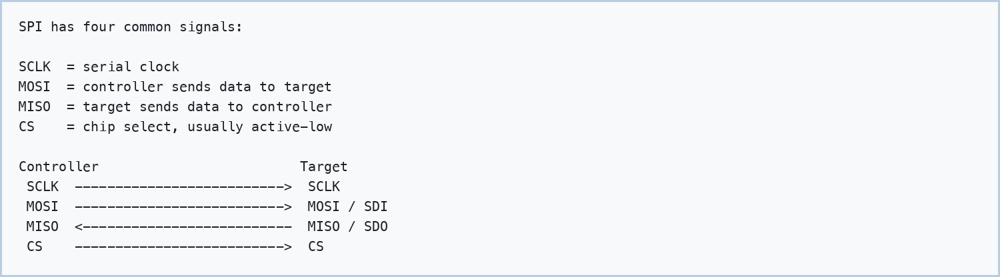 SPI has four common signals:

SCLK  = serial clock
MOSI  = controller sends data to target
MISO  = target sends data to controller
CS    = chip select, usually active-low

Controller                         Target
 SCLK  -------------------------->  SCLK
 MOSI  -------------------------->  MOSI / SDI
 MISO  <--------------------------  MISO / SDO
 CS    -------------------------->  CS